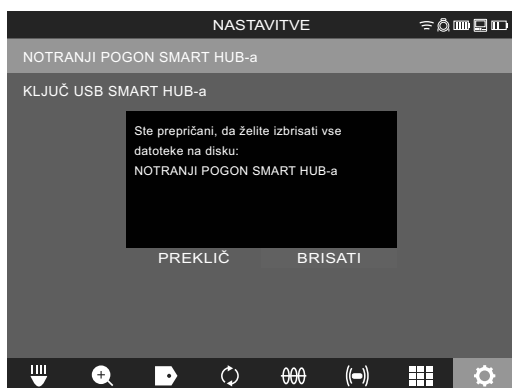 NASTAVITVE
NOTRANJI POGON SMART HUB-a
KLJUČ USB SMART HUB-a
Ste prepričani, da želite izbrisati vse
datoteke na disku:
NOTRANJI POGON SMART HUB-a
PREKLIČ BRISATI